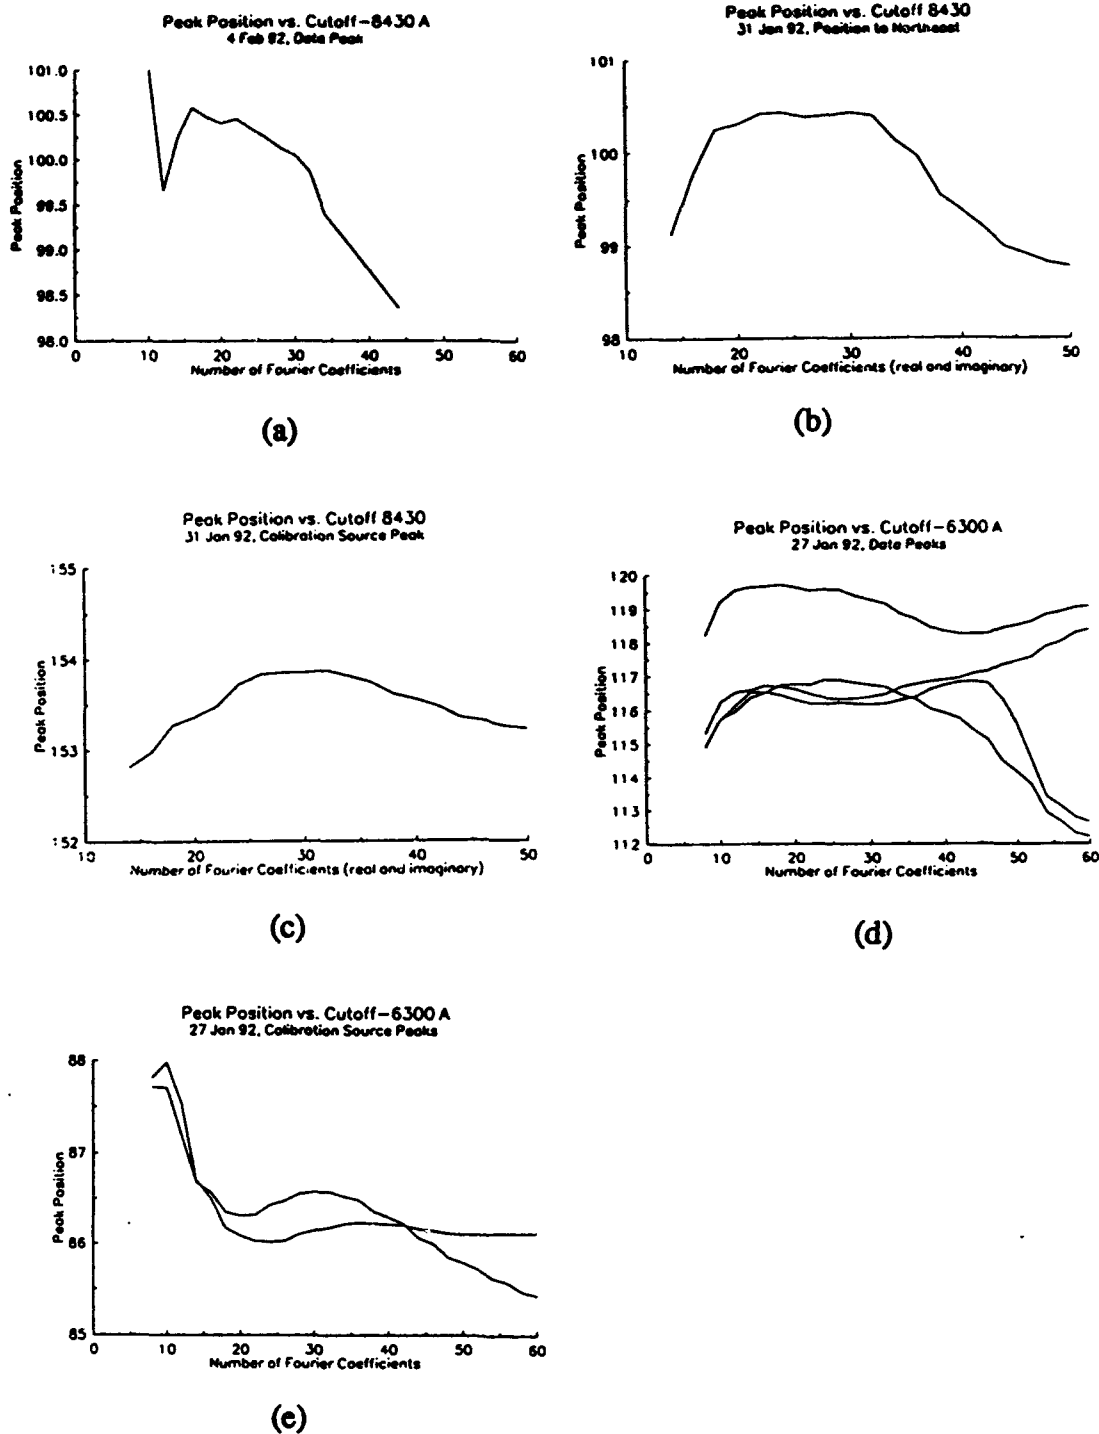 Peak Position vs. Cutoff-8430 A
4 Feb 92, Data Peak
101.0
100.5
100.0
99.5
99.0
98.5
98.0
Peak Position
0 10 20 30 40 50 60
Number of Fourier Coefficients
(a)
Peak Position vs. Cutoff 8430
31 Jan 92, Position to Northeast
101
100
99
98
Peak Position
10 20 30 40 50
Number of Fourier Coefficients (real and imaginary)
(b)
Peak Position vs. Cutoff 8430
31 Jan 92, Calibration Source Peak
155
154
153
152
Peak Position
10 20 30 40 50
Number of Fourier Coefficients (real and imaginary)
(c)
Peak Position vs. Cutoff-6300 A
27 Jan 92, Data Peaks
120
119
118
117
116
115
114
113
112
Peak Position
0 10 20 30 40 50 60
Number of Fourier Coefficients
(d)
Peak Position vs. Cutoff-6300 A
27 Jan 92, Calibration Source Peaks
88
87
86
85
Peak Position
0 10 20 30 40 50 60
Number of Fourier Coefficients
(e)